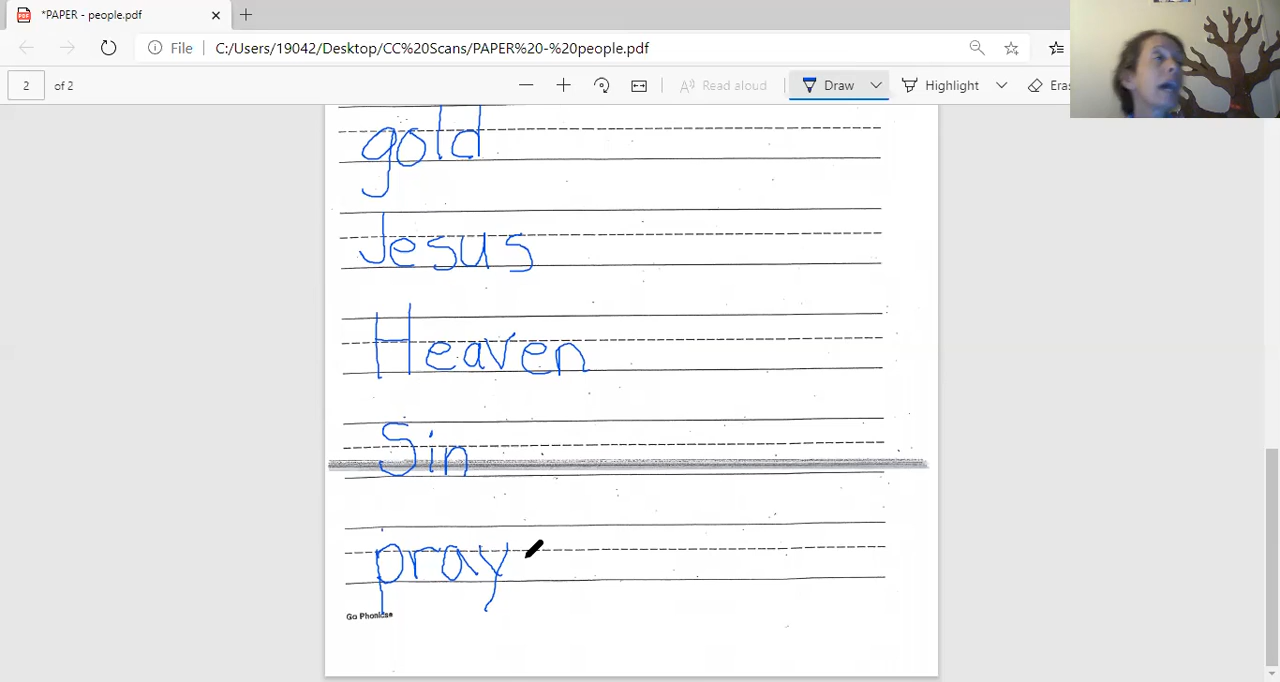 *PAPER - people.pdf
File
C:/Users/19042/Desktop/CC%20Scans/PAPER%20-%20people.pdf
2 of 2
Read aloud
Draw
Highlight
Eras
gold
Jesus
Heaven
Sin
pray
Go Phonics